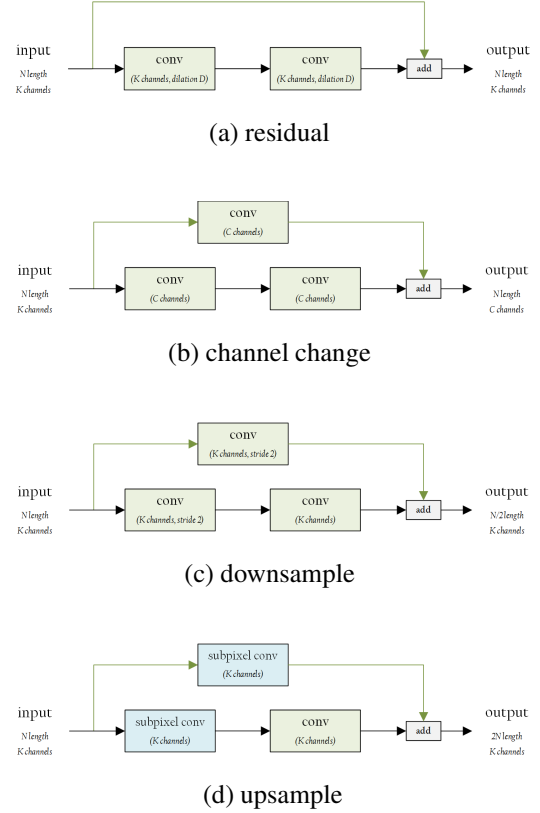 input
N length
K channels
conv
(K channels, dilation D)
conv
(K channels, dilation D)
add
output
N length
K channels
(a) residual
conv
(C channels)
input
N length
K channels
conv
(C channels)
conv
(C channels)
add
output
N length
C channels
(b) channel change
conv
(K channels, stride 2)
input
N length
K channels
conv
(K channels, stride 2)
conv
(K channels)
add
output
N/2 length
K channels
(c) downsample
subpixel conv
(K channels)
input
N length
K channels
subpixel conv
(K channels)
conv
(K channels)
add
output
2N length
K channels
(d) upsample